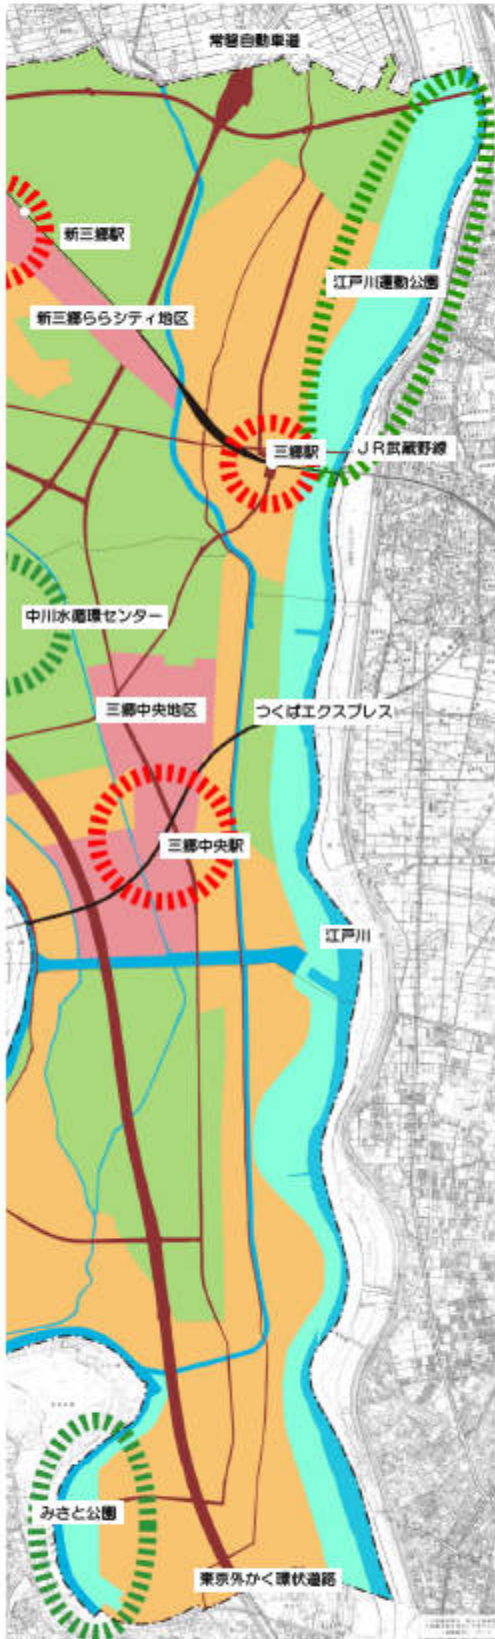 常磐自動車道
新三郷駅
江戸川運動公園
新三郷ららシティ地区
三郷駅
JR武蔵野線
中川水循環センター
三郷中央地区
つくばエクスプレス
三郷中央駅
江戸川
みさと公園
東京外かく環状道路